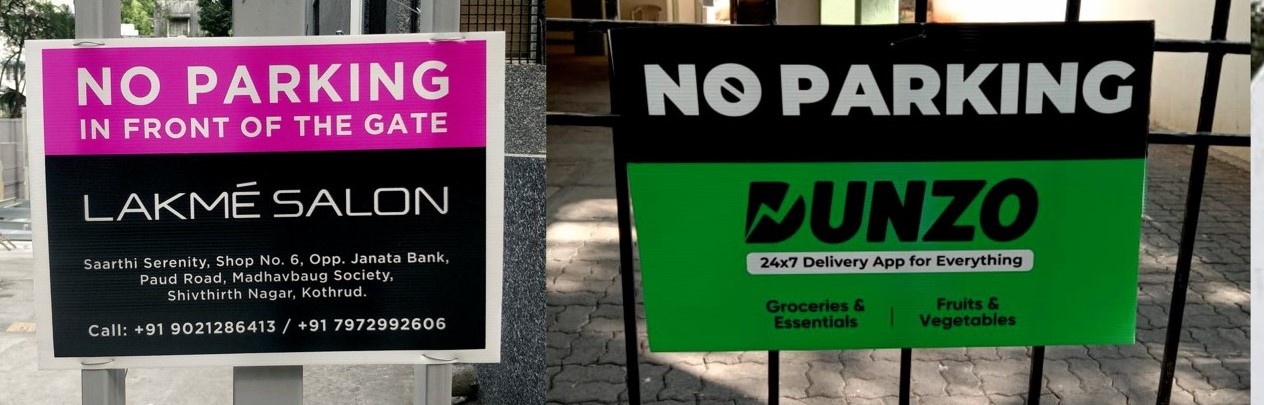 NO PARKING
IN FRONT OF THE GATE
LAKMÉ SALON
Saarthi Serenity, Shop No. 6, Opp. Janata Bank,
Paud Road, Madhavbaug Society,
Shivthirth Nagar, Kothrud.
Call: +91 9021286413 / +91 7972992606
NO PARKING
DUNZO
24x7 Delivery App for Everything
Groceries &
Essentials
Fruits &
Vegetables